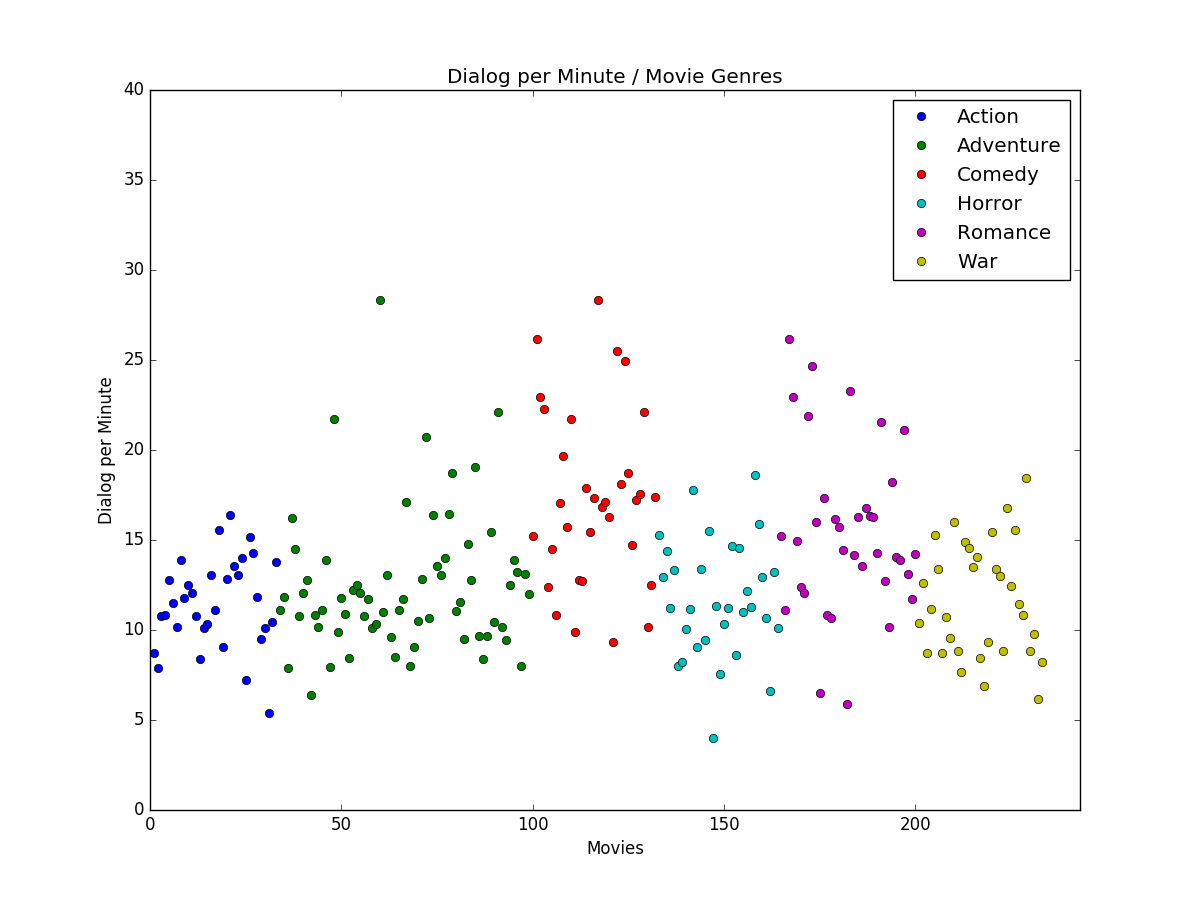 Dialog per Minute / Movie Genres
40
35
30
25
20
15
10
5
0
Dialog per Minute
Action
Adventure
Comedy
Horror
Romance
War
0 50 100 150 200
Movies